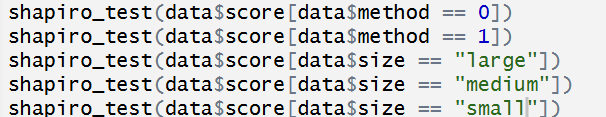 shapiro_test(data$score[data$method == 0])
shapiro_test(data$score[data$method == 1])
shapiro_test(data$score[data$size == "large"])
shapiro_test(data$score[data$size == "medium"])
shapiro_test(data$score[data$size == "small"])